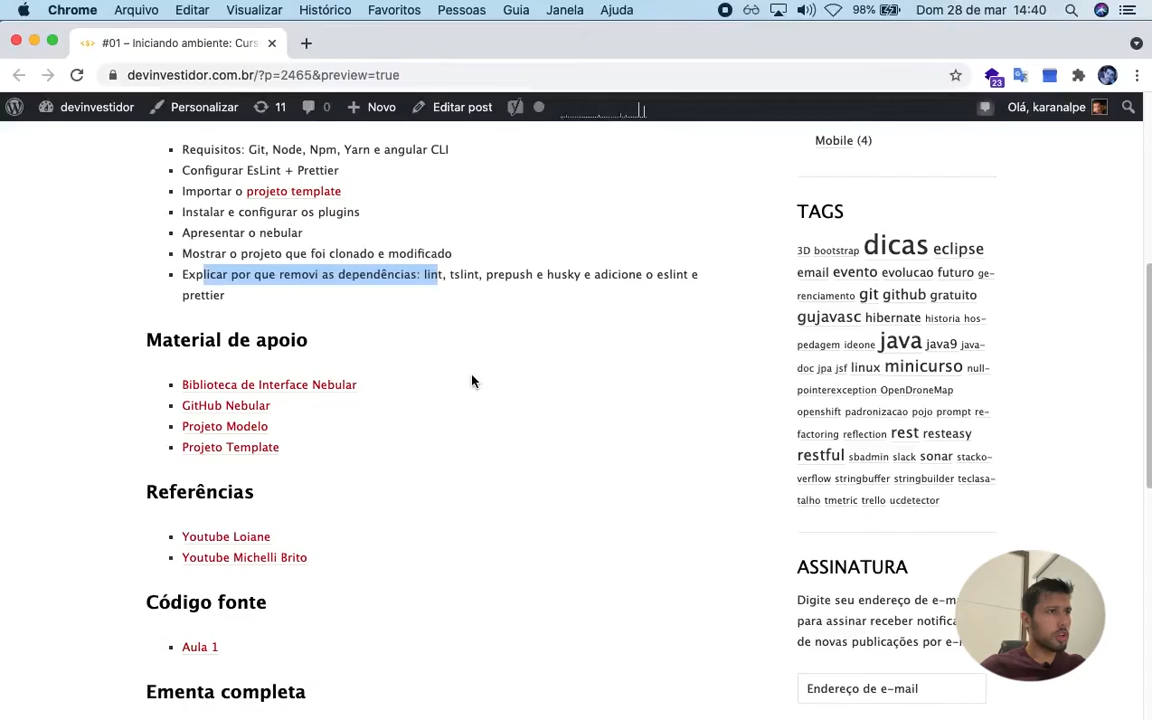 Chrome Arquivo Editar Visualizar Histórico Favoritos Pessoas Guia Janela Ajuda 98% Dom 28 de mar 14:40
#01 – Iniciando ambiente: Curs
devinvestidor.com.br/?p=2465&preview=true
23
devinvestidor Personalizar 11 0 Novo Editar post Olá, karanalpe
Requisitos: Git, Node, Npm, Yarn e angular CLI
Configurar EsLint + Prettier
Importar o projeto template
Instalar e configurar os plugins
Apresentar o nebular
Mostrar o projeto que foi clonado e modificado
Explicar por que removi as dependências: lint, tslint, prepush e husky e adicione o eslint e
prettier
Material de apoio
Biblioteca de Interface Nebular
GitHub Nebular
Projeto Modelo
Projeto Template
Referências
Youtube Loiane
Youtube Michelli Brito
Código fonte
Aula 1
Ementa completa
Mobile (4)
TAGS
3D bootstrap dicas eclipse
email evento evolucao futuro ge-
renciamento git github gratuito
gujavasc hibernate historia hos-
pedagem ideone java java9 java-
doc jpa jsf linux minicurso null-
pointerexception OpenDroneMap
openshift padronizacao pojo prompt re-
factoring reflection rest resteasy
restful sbadmin slack sonar stacko-
verflow stringbuffer stringbuilder teclasa-
talho tmetric trello ucdetector
ASSINATURA
Digite seu endereço de e-m
para assinar receber notifica
de novas publicações por e-
Endereço de e-mail